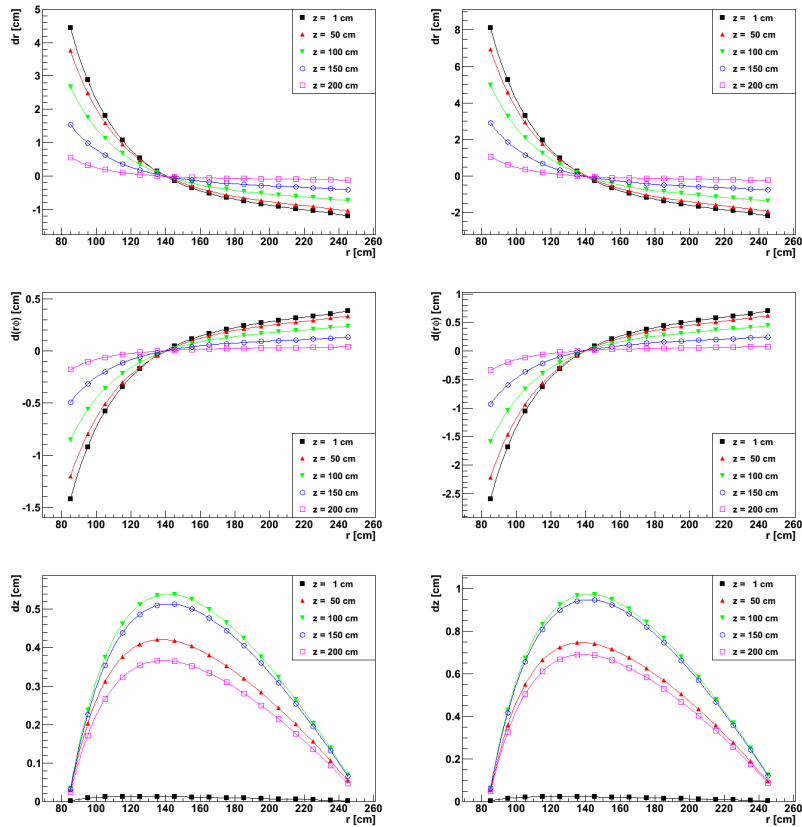 dr [cm]
5
4
3
2
1
0
-1
z = 1 cm
z = 50 cm
z = 100 cm
z = 150 cm
z = 200 cm
80 100 120 140 160 180 200 220 240 260
r [cm]
dr [cm]
8
6
4
2
0
-2
z = 1 cm
z = 50 cm
z = 100 cm
z = 150 cm
z = 200 cm
80 100 120 140 160 180 200 220 240 260
r [cm]
d(rφ) [cm]
0.5
0
-0.5
-1
-1.5
z = 1 cm
z = 50 cm
z = 100 cm
z = 150 cm
z = 200 cm
80 100 120 140 160 180 200 220 240 260
r [cm]
d(rφ) [cm]
1
0.5
0
-0.5
-1
-1.5
-2
-2.5
z = 1 cm
z = 50 cm
z = 100 cm
z = 150 cm
z = 200 cm
80 100 120 140 160 180 200 220 240 260
r [cm]
dz [cm]
0.5
0.4
0.3
0.2
0.1
0
z = 1 cm
z = 50 cm
z = 100 cm
z = 150 cm
z = 200 cm
80 100 120 140 160 180 200 220 240 260
r [cm]
dz [cm]
1
0.8
0.6
0.4
0.2
0
z = 1 cm
z = 50 cm
z = 100 cm
z = 150 cm
z = 200 cm
80 100 120 140 160 180 200 220 240 260
r [cm]